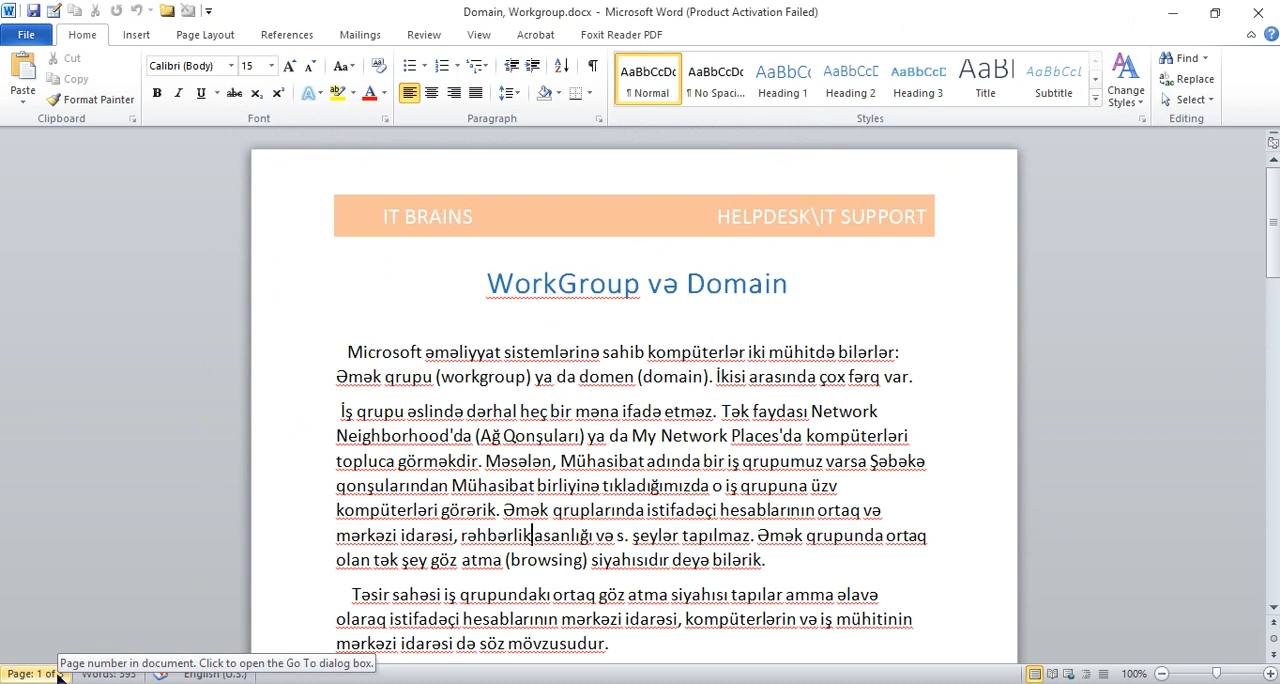 Domain, Workgroup.docx - Microsoft Word (Product Activation Failed)
File Home Insert Page Layout References Mailings Review View Acrobat Foxit Reader PDF
Paste
Cut
Copy
Format Painter
Clipboard
Calibri (Body) 15
Font
Paragraph
AaBbCcDc AaBbCcDc AaBbC AaBbCcD AaBbCcD AaBl AaBbCcL
¶ Normal ¶ No Spaci... Heading 1 Heading 2 Heading 3 Title Subtitle
Change Styles
Styles
Find
Replace
Select
Editing
IT BRAINS HELPDESK\IT SUPPORT
WorkGroup və Domain
Microsoft əməliyyat sistemlərinə sahib kompüterlər iki mühitdə bilərlər:
Əmək qrupu (workgroup) ya da domen (domain). İkisi arasında çox fərq var.
İş qrupu əslində dərhal heç bir məna ifadə etməz. Tək faydası Network
Neighborhood'da (Ağ Qonşuları) ya da My Network Places'da kompüterləri
topluca görməkdir. Məsələn, Mühasibat adında bir iş qrupumuz varsa Şəbəkə
qonşularından Mühasibat birliyinə tıkladığımızda o iş qrupuna üzv
kompüterləri görərik. Əmək qruplarında istifadəçi hesablarının ortaq və
mərkəzi idarəsi, rəhbərlik asanlığı və s. şeylər tapılmaz. Əmək qrupunda ortaq
olan tək şey göz atma (browsing) siyahısıdır deyə bilərik.
Təsir sahəsi iş qrupundakı ortaq göz atma siyahısı tapılar amma əlavə
olaraq istifadəçi hesablarının mərkəzi idarəsi, kompüterlərin və iş mühitinin
mərkəzi idarəsi də söz mövzusudur.
Page number in document. Click to open the Go To dialog box.
Page: 1 of Words: 393 English (U.S.) 100%